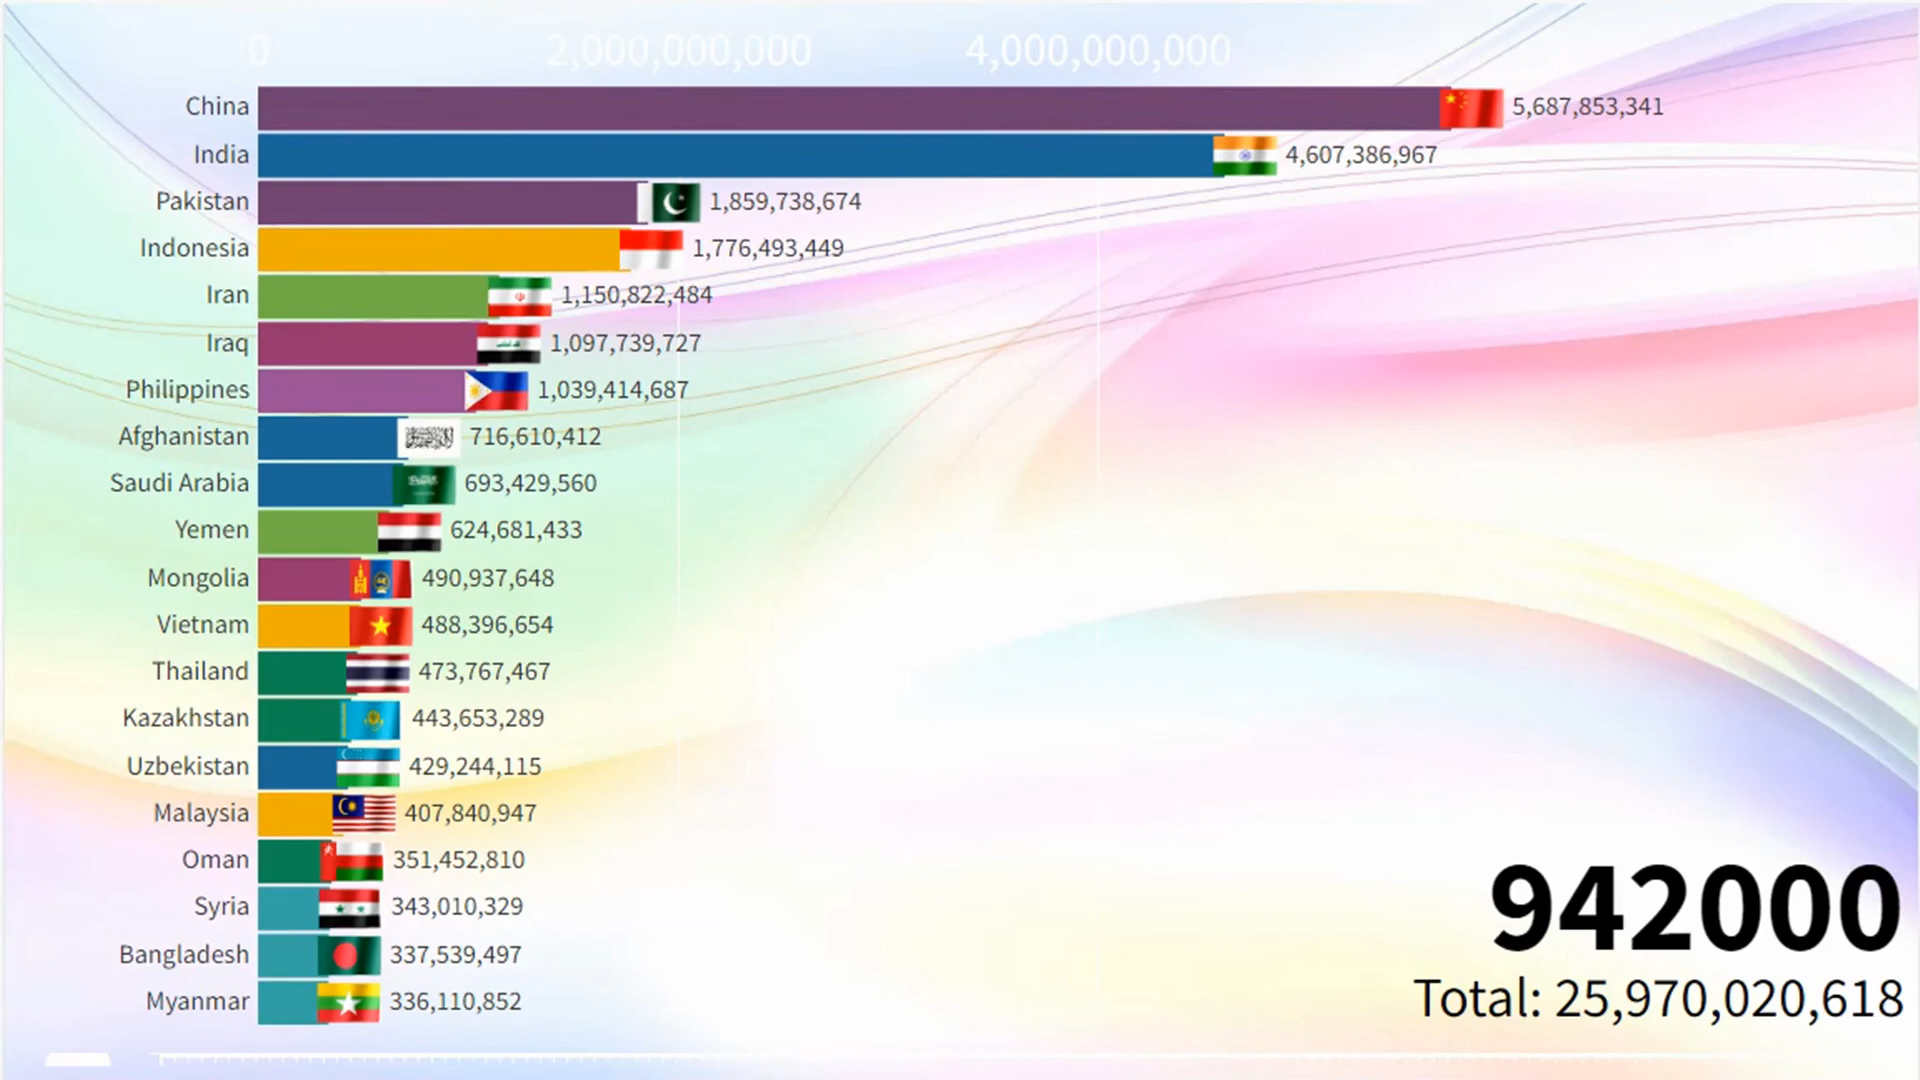 0 2,000,000,000 4,000,000,000
China 5,687,853,341
India 4,607,386,967
Pakistan 1,859,738,674
Indonesia 1,776,493,449
Iran 1,150,822,484
Iraq 1,097,739,727
Philippines 1,039,414,687
Afghanistan 716,610,412
Saudi Arabia 693,429,560
Yemen 624,681,433
Mongolia 490,937,648
Vietnam 488,396,654
Thailand 473,767,467
Kazakhstan 443,653,289
Uzbekistan 429,244,115
Malaysia 407,840,947
Oman 351,452,810
Syria 343,010,329
Bangladesh 337,539,497
Myanmar 336,110,852
942000
Total: 25,970,020,618